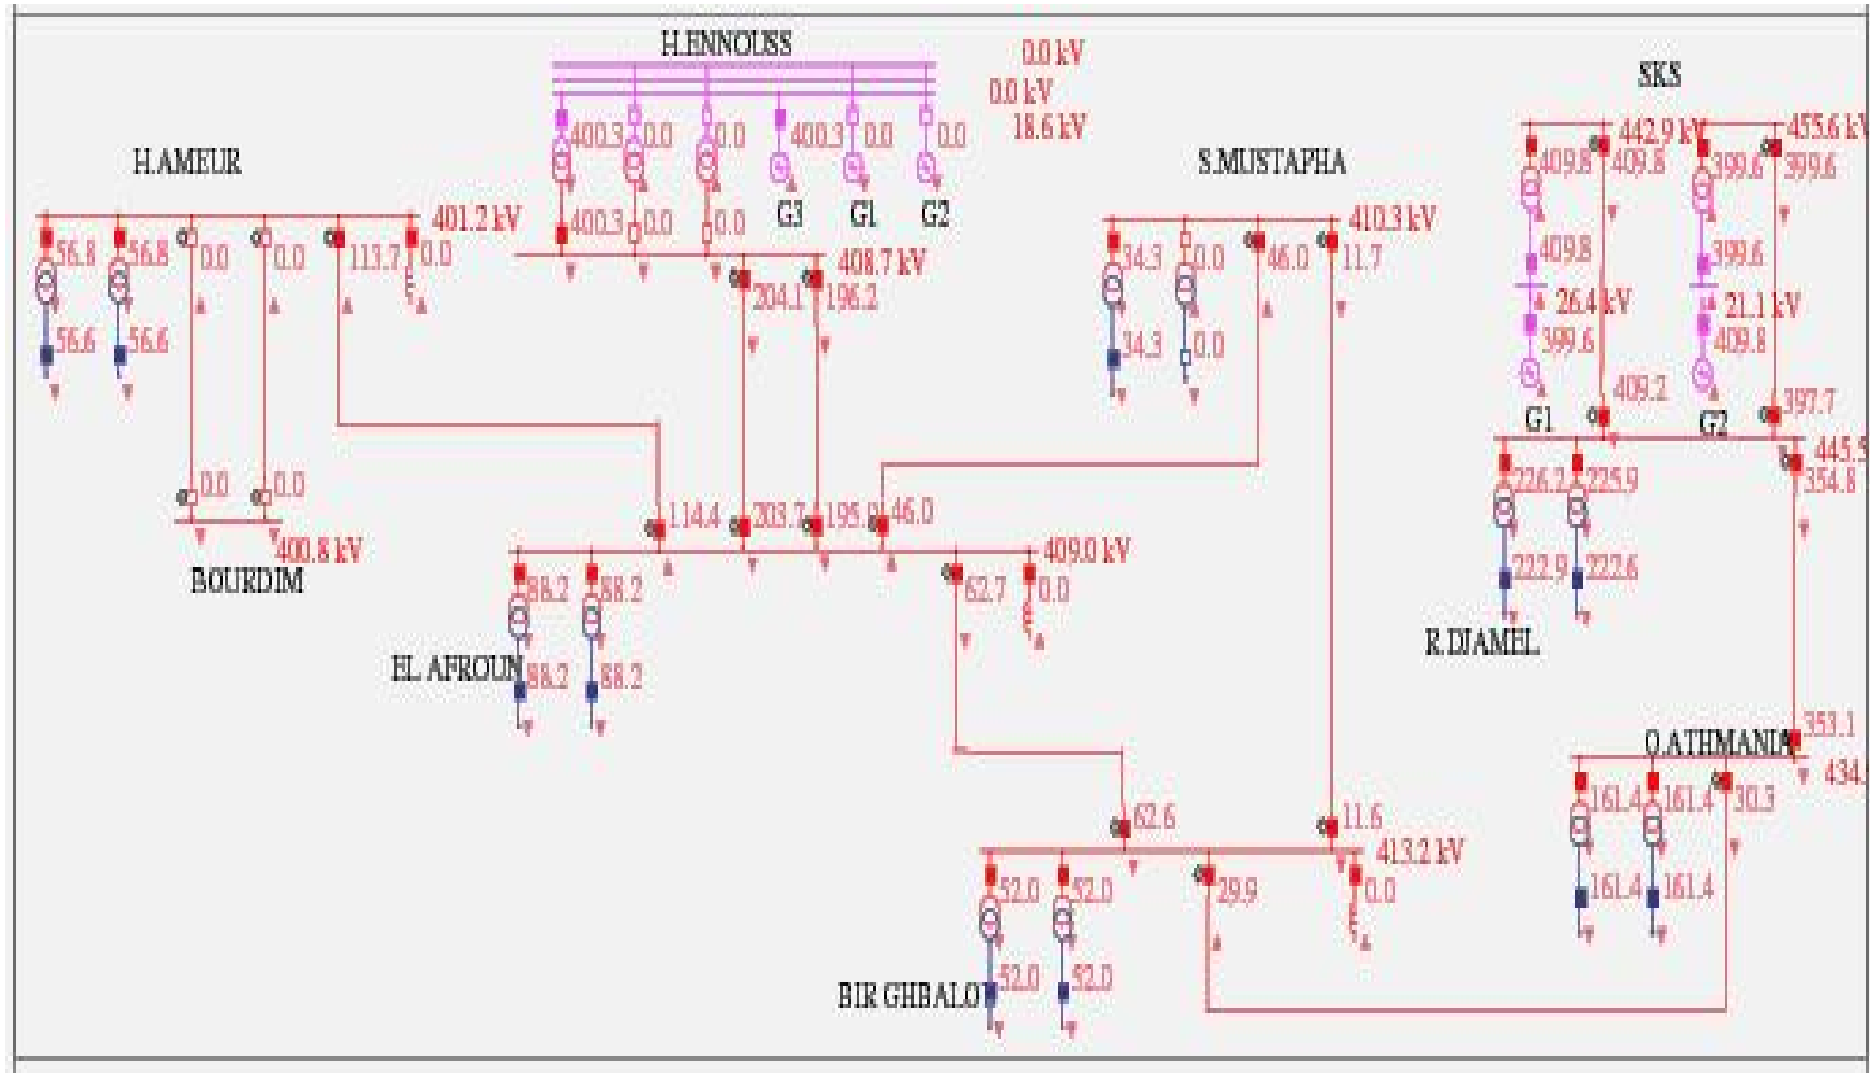 H.ENNOUSS
0.0 kV
0.0 kV
18.6 kV
400.3 0.0 0.0 400.3 0.0 0.0
G3 G1 G2
400.3 0.0 0.0
408.7 kV
204.1 196.2
H.AMEUR
401.2 kV
56.8 56.8 0.0 0.0 113.7 0.0
56.6 56.6
0.0 0.0
400.8 kV
BOURDIM
S.MUSTAPHA
410.3 kV
34.3 0.0 46.0 11.7
34.3 0.0
SKS
442.9 kV 455.6 kV
409.8 409.8 399.6 399.6
409.8 399.6
26.4 kV 21.1 kV
399.6 409.8
409.2 397.7
G1 G2
445.5
226.2 225.9 354.8
222.9 222.6
R.DJAMEL
114.4 203.7 195.0 46.0
409.0 kV
88.2 88.2 62.7 0.0
EL AFROUN
88.2 88.2
353.1
O.ATHMANIA
434.
161.4 161.4 30.3
161.4 161.4
62.6 11.6
413.2 kV
52.0 52.0 29.9 0.0
BIR GHBALO
52.0 52.0